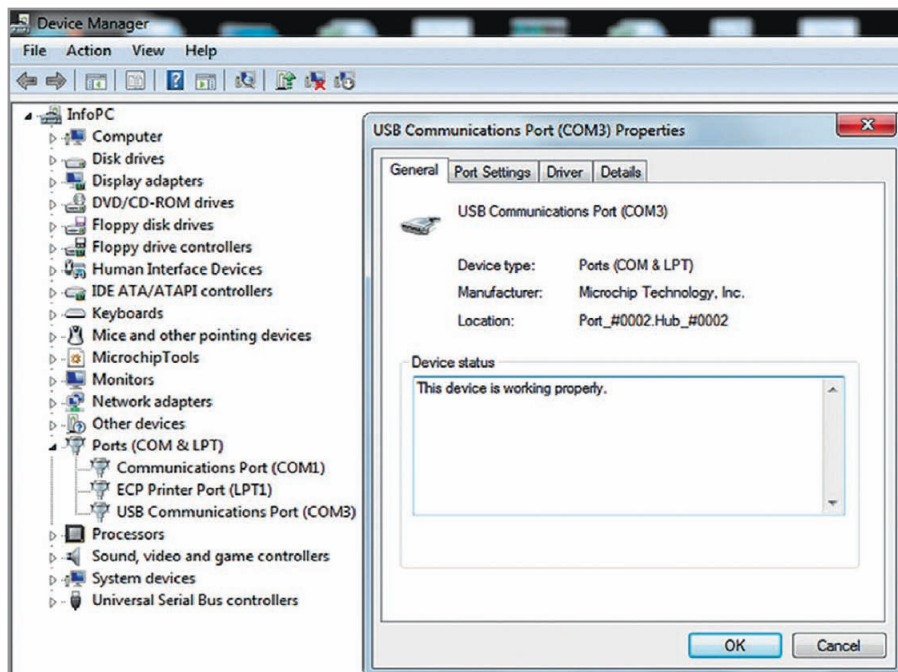 Device Manager
File Action View Help
InfoPC
Computer
Disk drives
Display adapters
DVD/CD-ROM drives
Floppy disk drives
Floppy drive controllers
Human Interface Devices
IDE ATA/ATAPI controllers
Keyboards
Mice and other pointing devices
MicrochipTools
Monitors
Network adapters
Other devices
Ports (COM & LPT)
Communications Port (COM1)
ECP Printer Port (LPT1)
USB Communications Port (COM3)
Processors
Sound, video and game controllers
System devices
Universal Serial Bus controllers
USB Communications Port (COM3) Properties
General Port Settings Driver Details
USB Communications Port (COM3)
Device type: Ports (COM & LPT)
Manufacturer: Microchip Technology, Inc.
Location: Port_#0002.Hub_#0002
Device status
This device is working properly.
OK Cancel